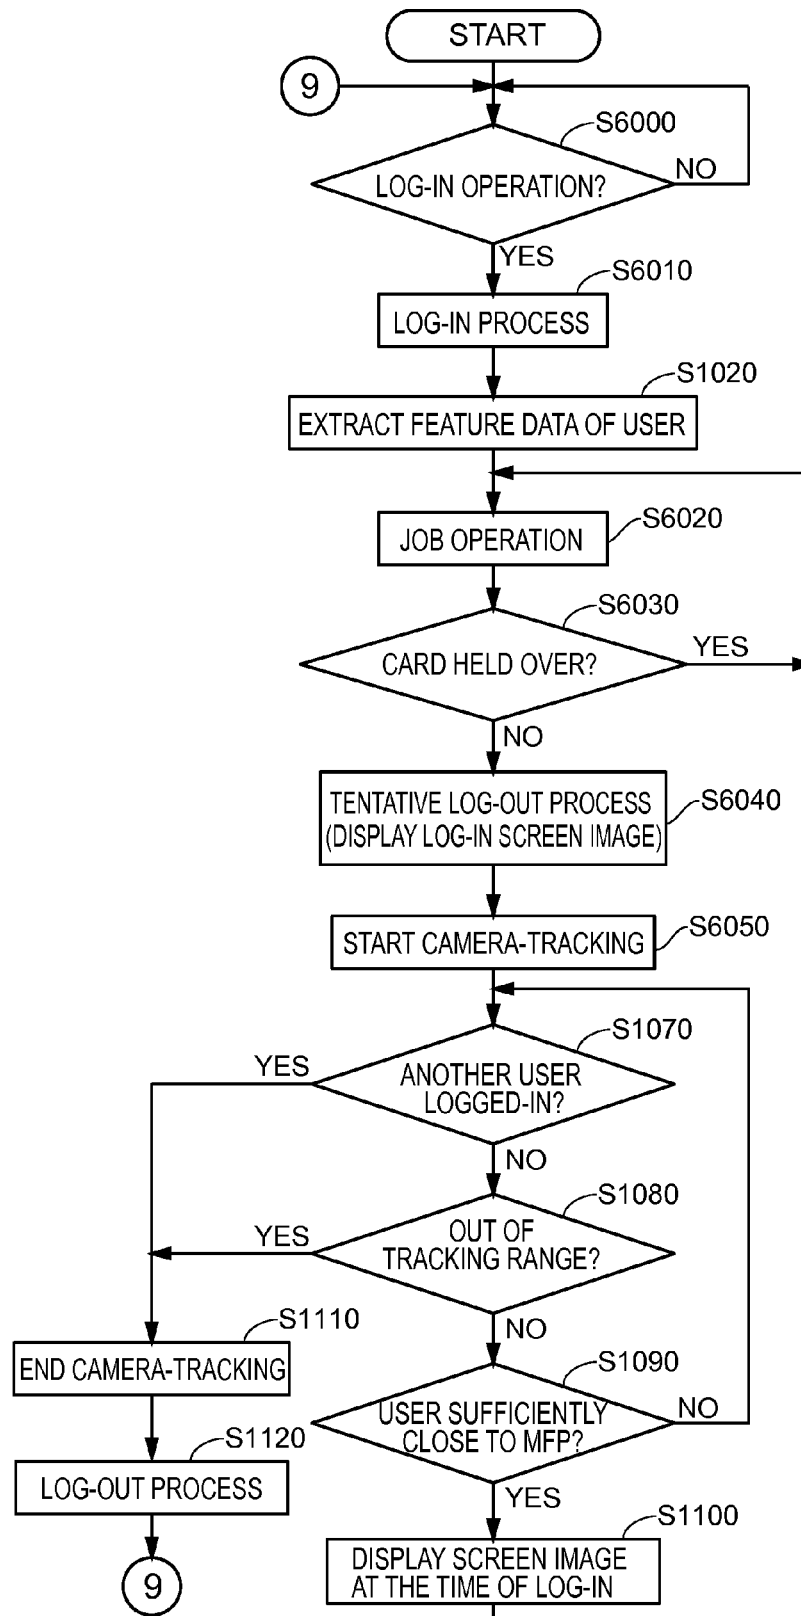 START
9
S6000
LOG-IN OPERATION?
NO
YES
S6010
LOG-IN PROCESS
S1020
EXTRACT FEATURE DATA OF USER
S6020
JOB OPERATION
S6030
CARD HELD OVER?
YES
NO
TENTATIVE LOG-OUT PROCESS
(DISPLAY LOG-IN SCREEN IMAGE)
S6040
START CAMERA-TRACKING
S6050
S1070
YES
ANOTHER USER
LOGGED-IN?
NO
S1080
YES
OUT OF
TRACKING RANGE?
NO
S1110
END CAMERA-TRACKING
S1090
USER SUFFICIENTLY
CLOSE TO MFP?
NO
S1120
LOG-OUT PROCESS
YES
S1100
DISPLAY SCREEN IMAGE
AT THE TIME OF LOG-IN
9